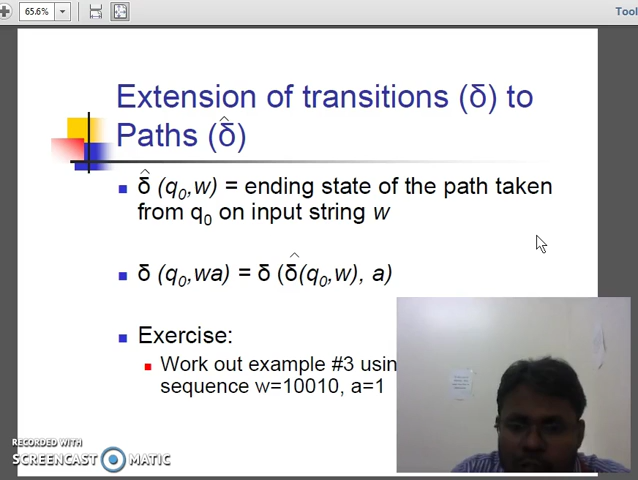 65.6%
Tool
Extension of transitions (δ) to
Paths (δ̂)
δ̂ (q₀,w) = ending state of the path taken
from q₀ on input string w
δ (q₀,wa) = δ (δ̂(q₀,w), a)
Exercise:
Work out example #3 usin
sequence w=10010, a=1
RECORDED WITH
SCREENCAST MATIC